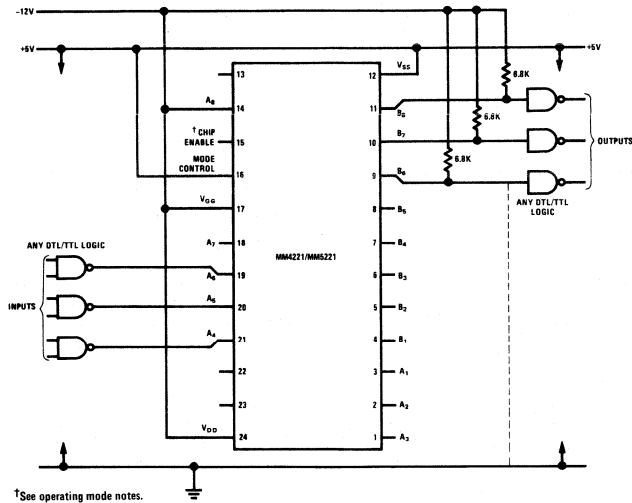 -12V
+5V
+5V
13
12
VSS
6.8K
A8
14
11
B8
6.8K
† CHIP ENABLE
15
10
B7
OUTPUTS
MODE CONTROL
16
9
B6
6.8K
VGG
17
8
B5
ANY DTL/TTL LOGIC
A7
18
7
B4
MM4221/MM5221
ANY DTL/TTL LOGIC
A6
19
6
B3
INPUTS
A5
20
5
B2
A4
21
4
B1
22
3
A1
23
2
A2
VDD
24
1
A3
†See operating mode notes.